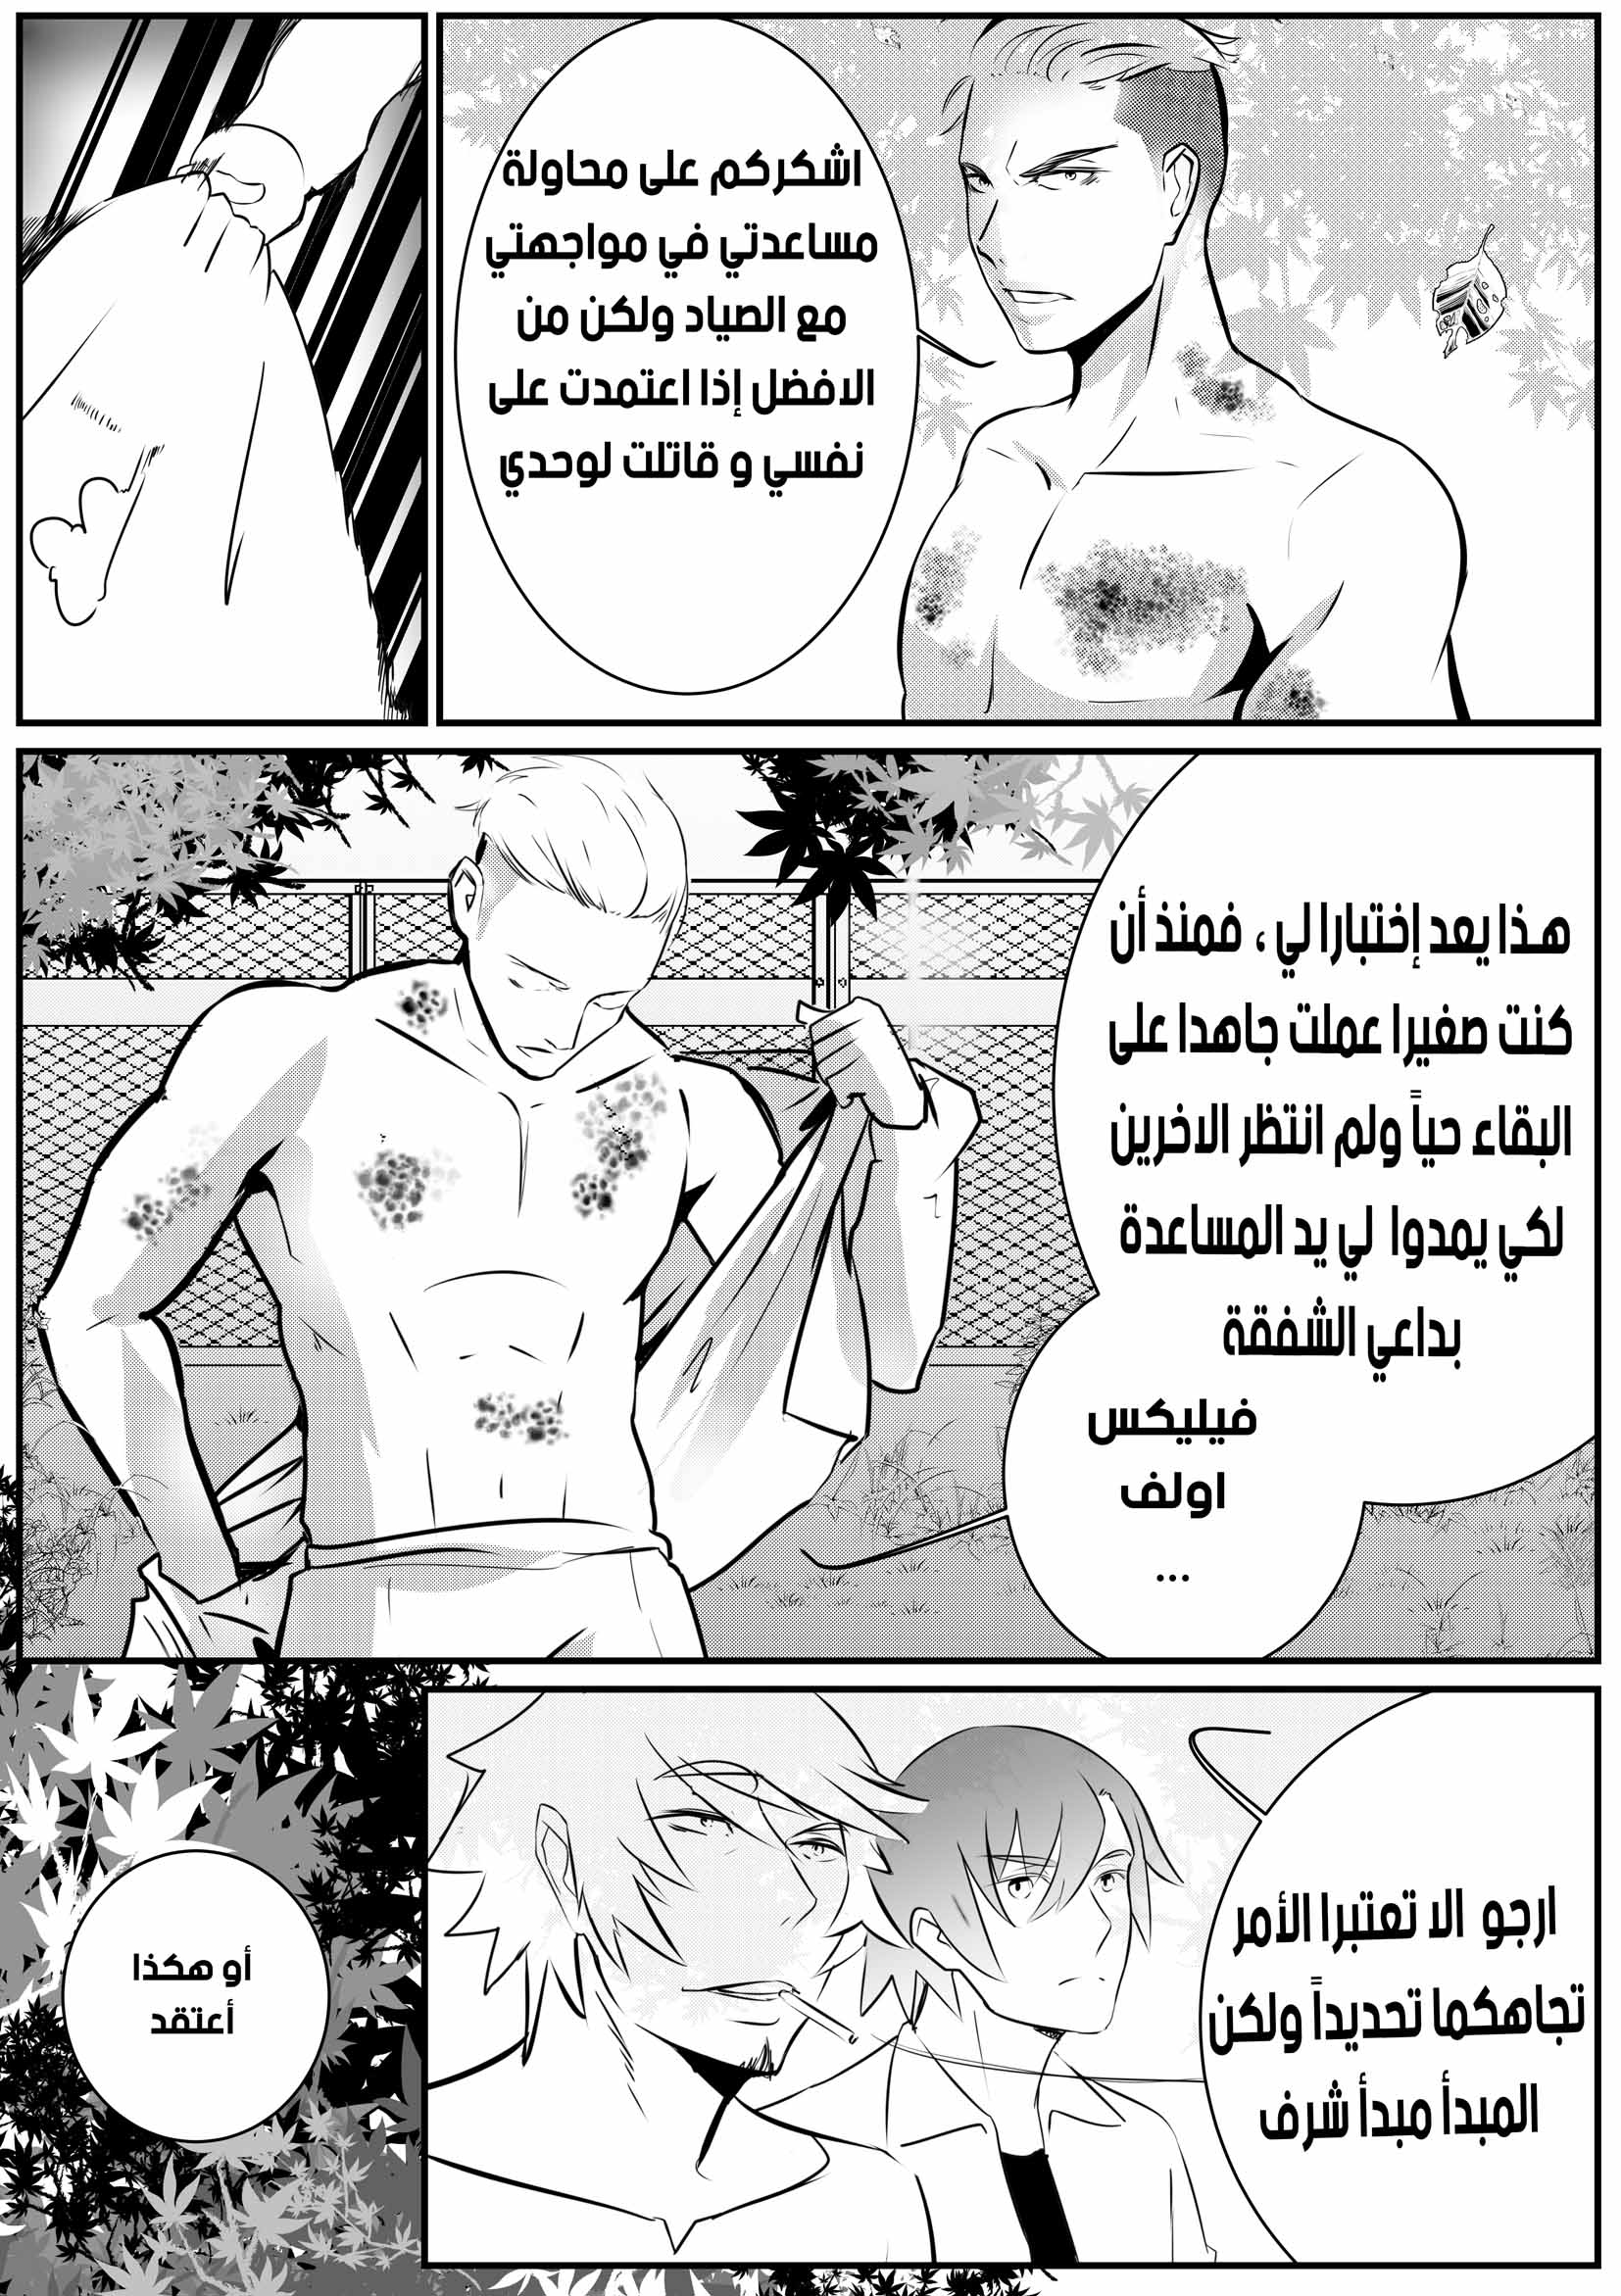 اشكركم على محاولة
مساعدتي في مواجهتي
مع الصياد ولكن من
الافضل إذا اعتمدت على
نفسي و قاتلت لوحدي
هذا يعد إختبارا لي ، فمنذ أن
كنت صغيرا عملت جاهدا على
البقاء حياً ولم انتظر الاخرين
لكي يمدوا لي يد المساعدة
بداعي الشفقة
فيليكس
اولف
...
ارجو الا تعتبرا الأمر
تجاهكما تحديداً ولكن
المبدأ مبدأ شرف
أو هكذا
أعتقد